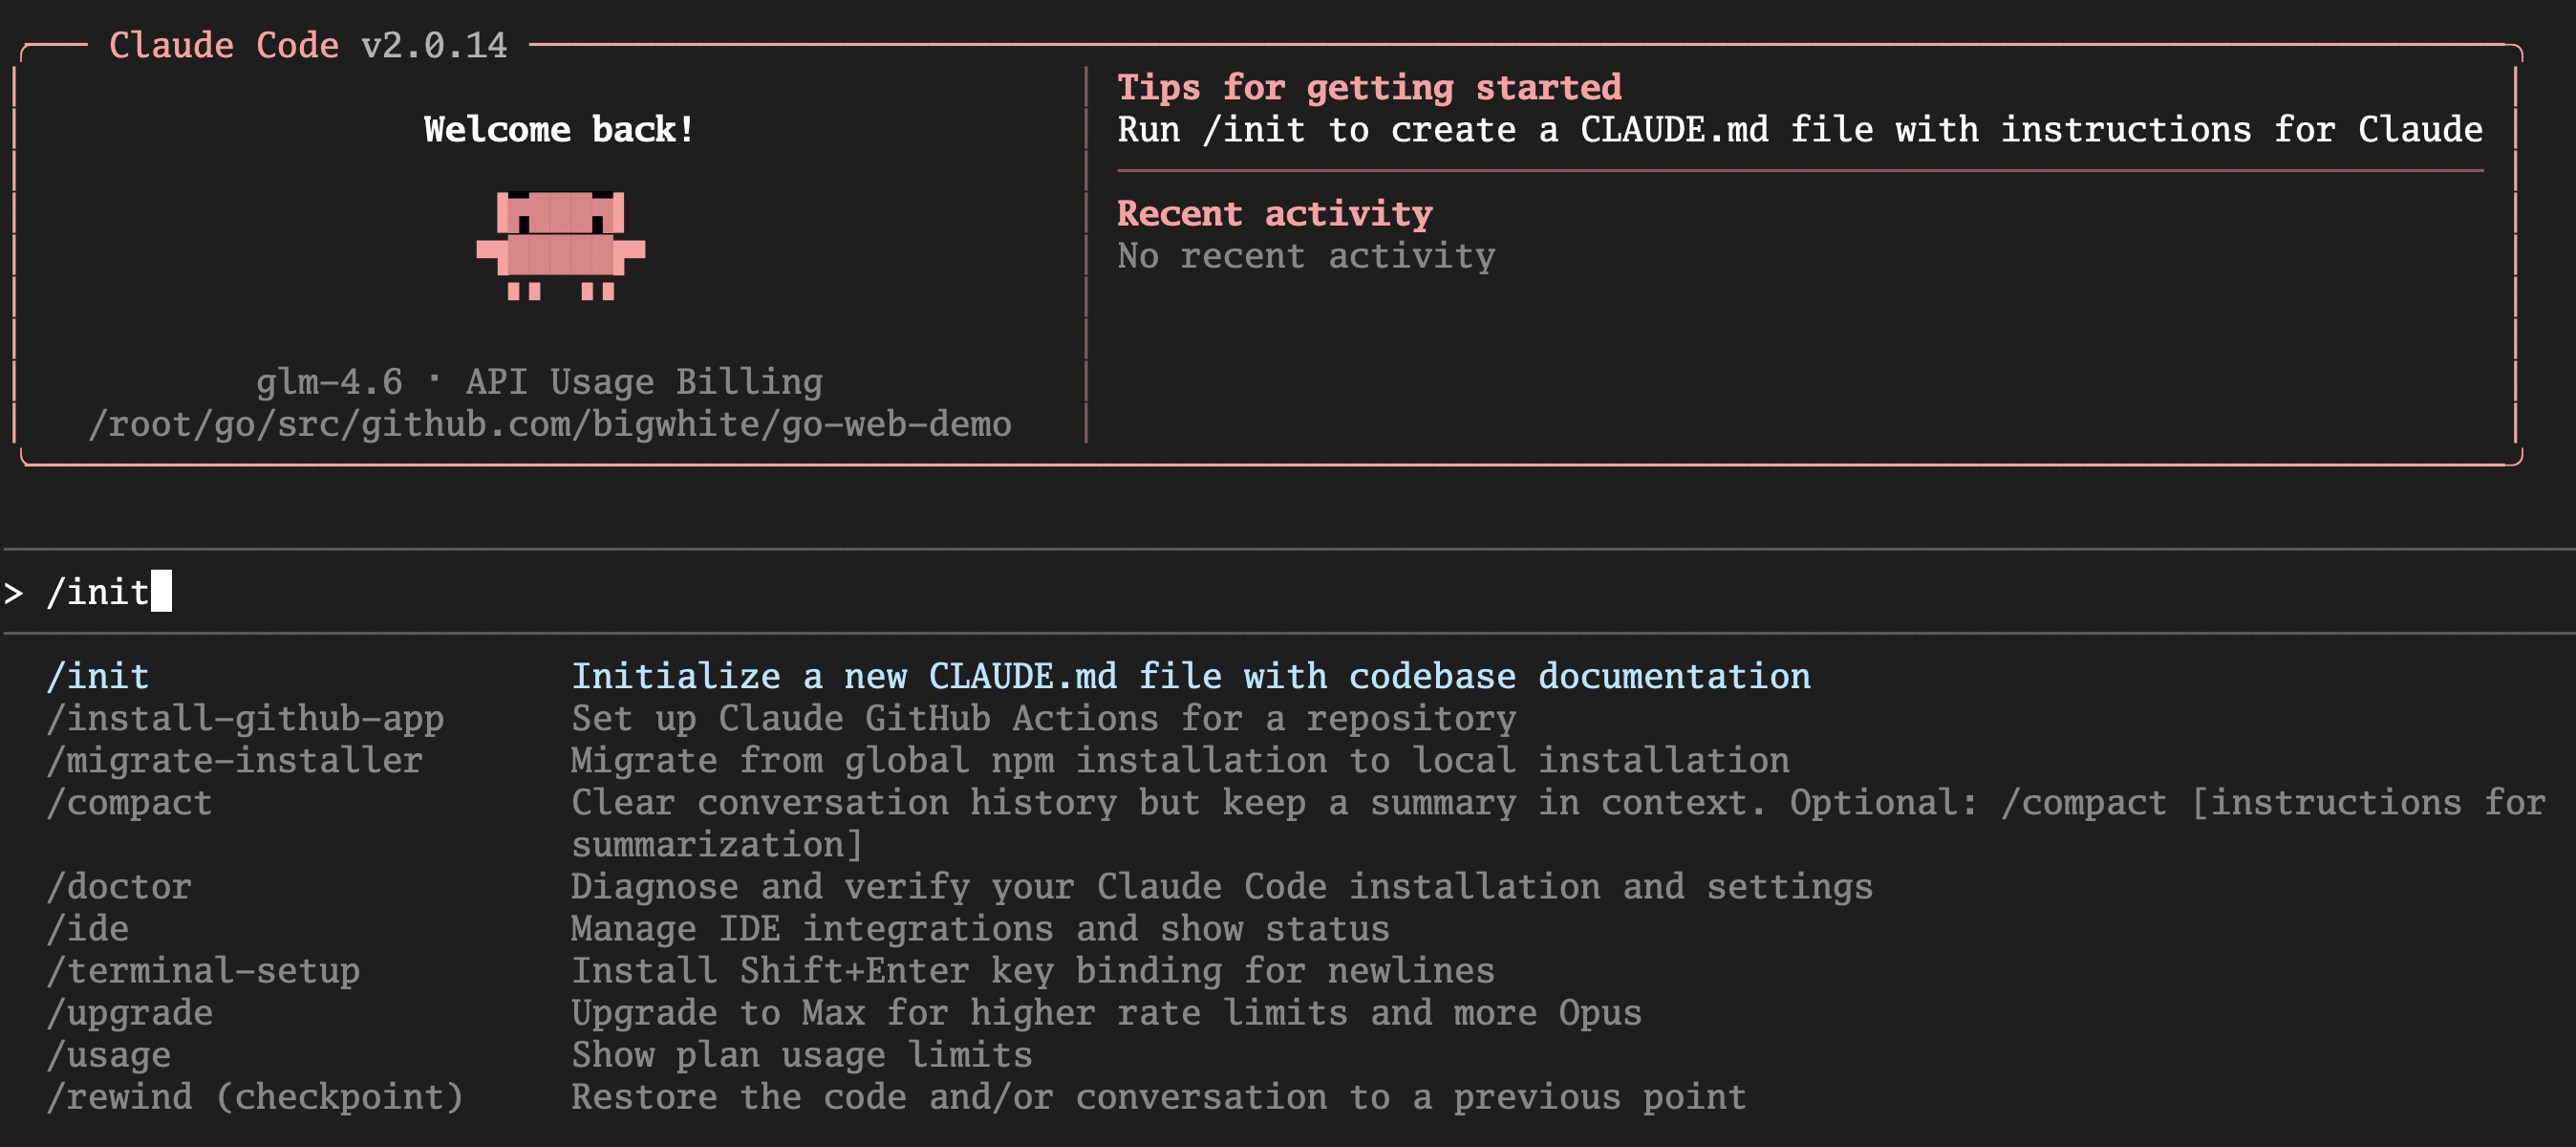 Claude Code v2.0.14
Welcome back!
glm-4.6 · API Usage Billing
/root/go/src/github.com/bigwhite/go-web-demo
Tips for getting started
Run /init to create a CLAUDE.md file with instructions for Claude
Recent activity
No recent activity
> /init
/init Initialize a new CLAUDE.md file with codebase documentation
/install-github-app Set up Claude GitHub Actions for a repository
/migrate-installer Migrate from global npm installation to local installation
/compact Clear conversation history but keep a summary in context. Optional: /compact [instructions for
summarization]
/doctor Diagnose and verify your Claude Code installation and settings
/ide Manage IDE integrations and show status
/terminal-setup Install Shift+Enter key binding for newlines
/upgrade Upgrade to Max for higher rate limits and more Opus
/usage Show plan usage limits
/rewind (checkpoint) Restore the code and/or conversation to a previous point